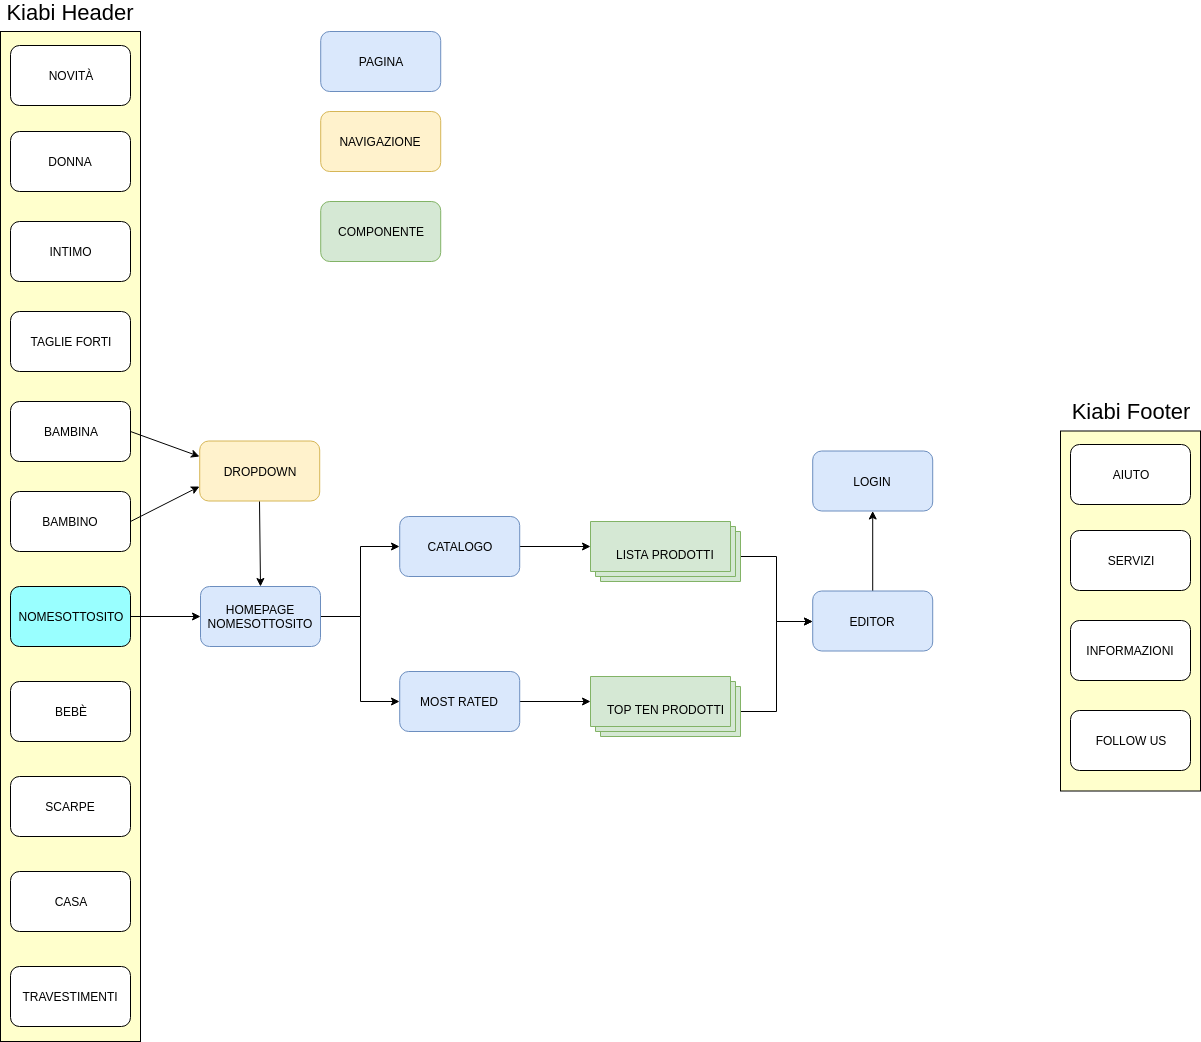 Kiabi Header
NOVITÀ
DONNA
INTIMO
TAGLIE FORTI
BAMBINA
BAMBINO
NOMESOTTOSITO
BEBÈ
SCARPE
CASA
TRAVESTIMENTI
PAGINA
NAVIGAZIONE
COMPONENTE
DROPDOWN
HOMEPAGE
NOMESOTTOSITO
CATALOGO
MOST RATED
LISTA PRODOTTI
TOP TEN PRODOTTI
LOGIN
EDITOR
Kiabi Footer
AIUTO
SERVIZI
INFORMAZIONI
FOLLOW US